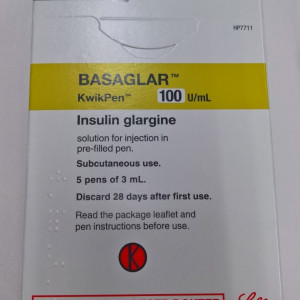 HP7711
BASAGLAR™
KwikPen™ 100 U/mL
Insulin glargine
solution for injection in
pre-filled pen.
Subcutaneous use.
5 pens of 3 mL.
Discard 28 days after first use.
Read the package leaflet and
pen instructions before use.
K
Lilly